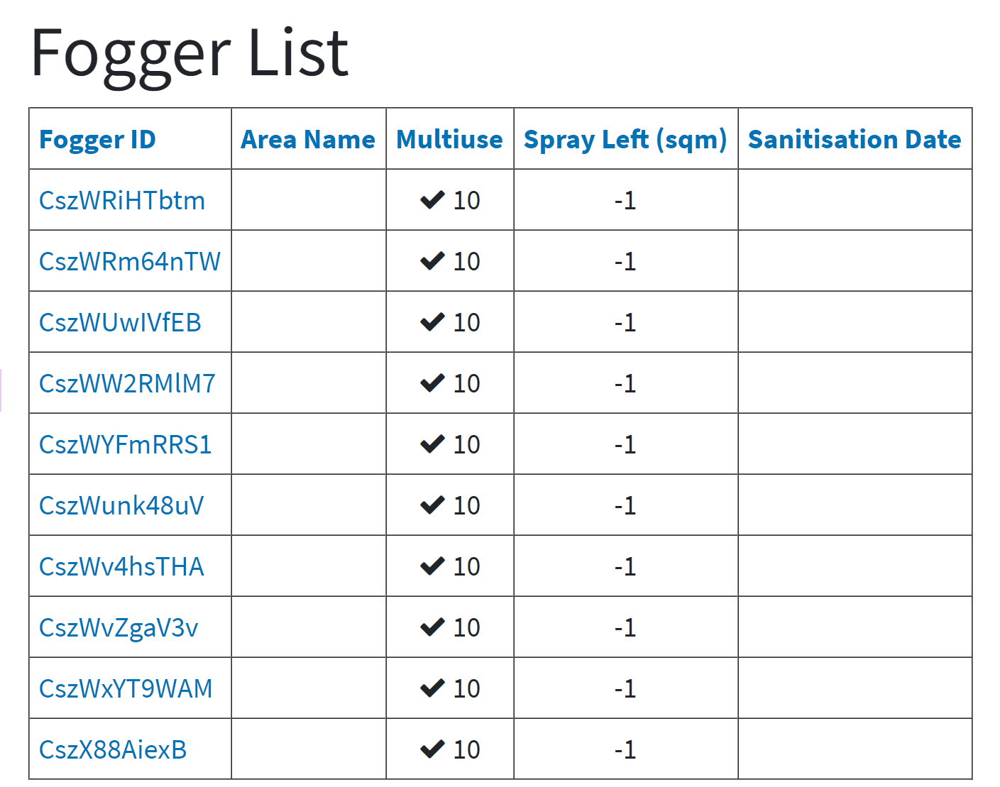 Fogger List
Fogger ID Area Name Multiuse Spray Left (sqm) Sanitisation Date
CszWRiHTbtm ✔ 10 -1
CszWRm64nTW ✔ 10 -1
CszWUwIVfEB ✔ 10 -1
CszWW2RMlM7 ✔ 10 -1
CszWYFmRRS1 ✔ 10 -1
CszWunk48uV ✔ 10 -1
CszWv4hsTHA ✔ 10 -1
CszWvZgaV3v ✔ 10 -1
CszWxYT9WAM ✔ 10 -1
CszX88AiexB ✔ 10 -1